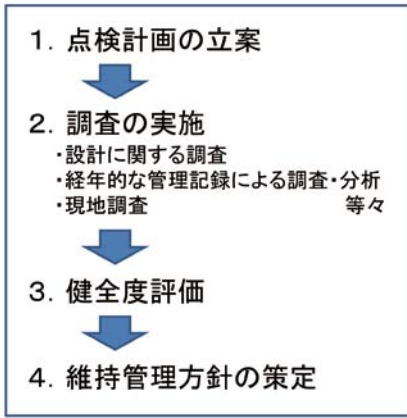 1. 点検計画の立案
2. 調査の実施
・設計に関する調査
・経年的な管理記録による調査・分析
・現地調査 等々
3. 健全度評価
4. 維持管理方針の策定